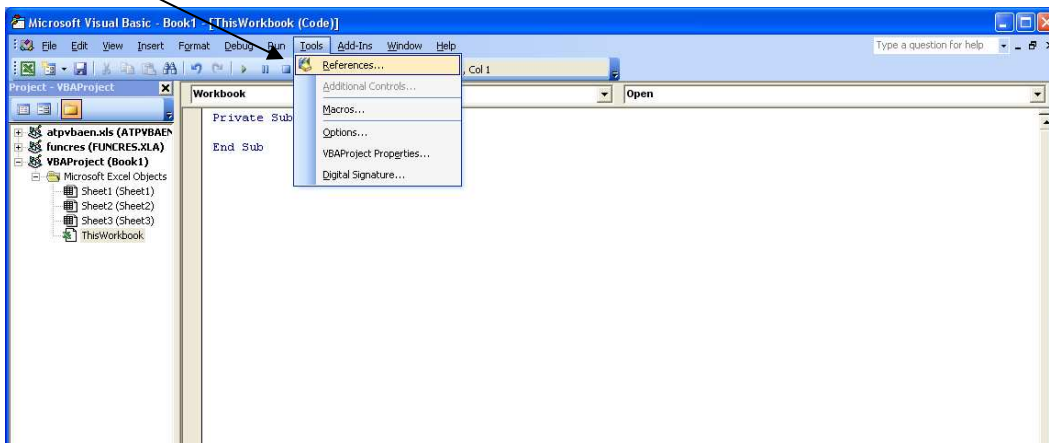 Microsoft Visual Basic - Book1 - [ThisWorkbook (Code)]
File Edit View Insert Format Debug Run Tools Add-Ins Window Help Type a question for help
, Col 1
Project - VBAProject
Workbook Open
References...
Additional Controls...
Macros...
Options...
VBAProject Properties...
Digital Signature...
Private Sub
End Sub
atpvbaen.xls (ATPVBAEN
funcres (FUNCRES.XLA)
VBAProject (Book1)
Microsoft Excel Objects
Sheet1 (Sheet1)
Sheet2 (Sheet2)
Sheet3 (Sheet3)
ThisWorkbook